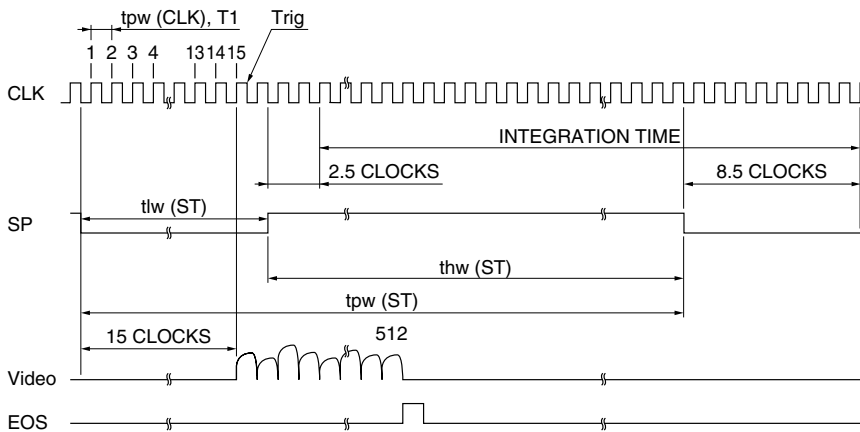 tpw (CLK), T1
Trig
1 2 3 4 13 14 15
CLK
INTEGRATION TIME
2.5 CLOCKS
8.5 CLOCKS
tlw (ST)
SP
thw (ST)
tpw (ST)
15 CLOCKS
512
Video
EOS